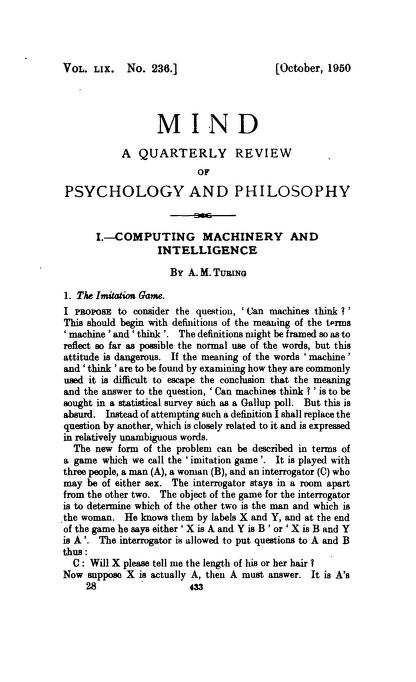 VOL. LIX. No. 236.] [October, 1950
MIND
A QUARTERLY REVIEW
OF
PSYCHOLOGY AND PHILOSOPHY
I.—COMPUTING MACHINERY AND
INTELLIGENCE
BY A. M. TURING
1. The Imitation Game.
I PROPOSE to consider the question, ‘ Can machines think ? ’
This should begin with definitions of the meaning of the terms
‘ machine ’ and ‘ think ’. The definitions might be framed so as to
reflect so far as possible the normal use of the words, but this
attitude is dangerous. If the meaning of the words ‘ machine ’
and ‘ think ’ are to be found by examining how they are commonly
used it is difficult to escape the conclusion that the meaning
and the answer to the question, ‘ Can machines think ? ’ is to be
sought in a statistical survey such as a Gallup poll. But this is
absurd. Instead of attempting such a definition I shall replace the
question by another, which is closely related to it and is expressed
in relatively unambiguous words.
The new form of the problem can be described in terms of
a game which we call the ‘ imitation game ’. It is played with
three people, a man (A), a woman (B), and an interrogator (C) who
may be of either sex. The interrogator stays in a room apart
from the other two. The object of the game for the interrogator
is to determine which of the other two is the man and which is
the woman. He knows them by labels X and Y, and at the end
of the game he says either ‘ X is A and Y is B ’ or ‘ X is B and Y
is A ’. The interrogator is allowed to put questions to A and B
thus :
C : Will X please tell me the length of his or her hair ?
Now suppose X is actually A, then A must answer. It is A’s
28 433